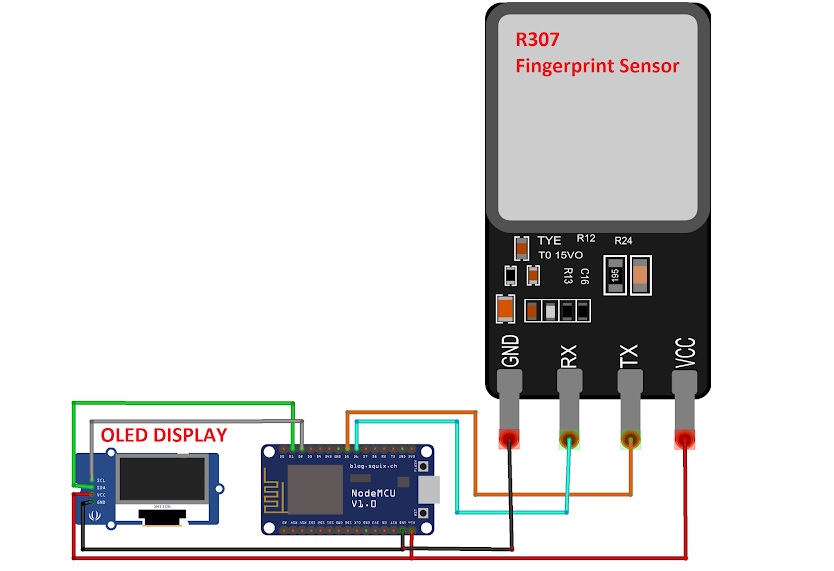 R307
Fingerprint Sensor
TYE
R12
R24
T0 15VO
R13
C16
195
GND
RX
TX
VCC
OLED DISPLAY
SCL
SDA
VCC
GND
SH1106
blog.squix.ch
NodeMCU
V1.0